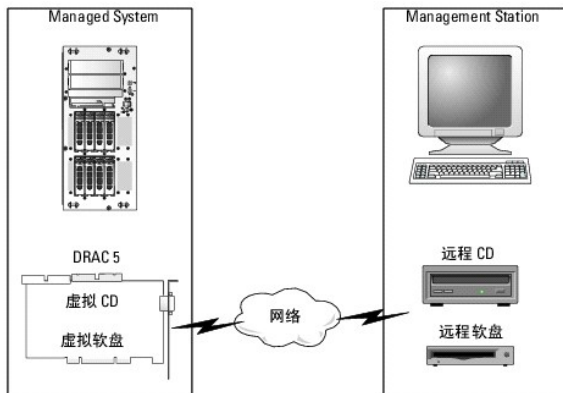 Managed System
Management Station
DRAC 5
虚拟 CD
虚拟软盘
网络
远程 CD
远程软盘